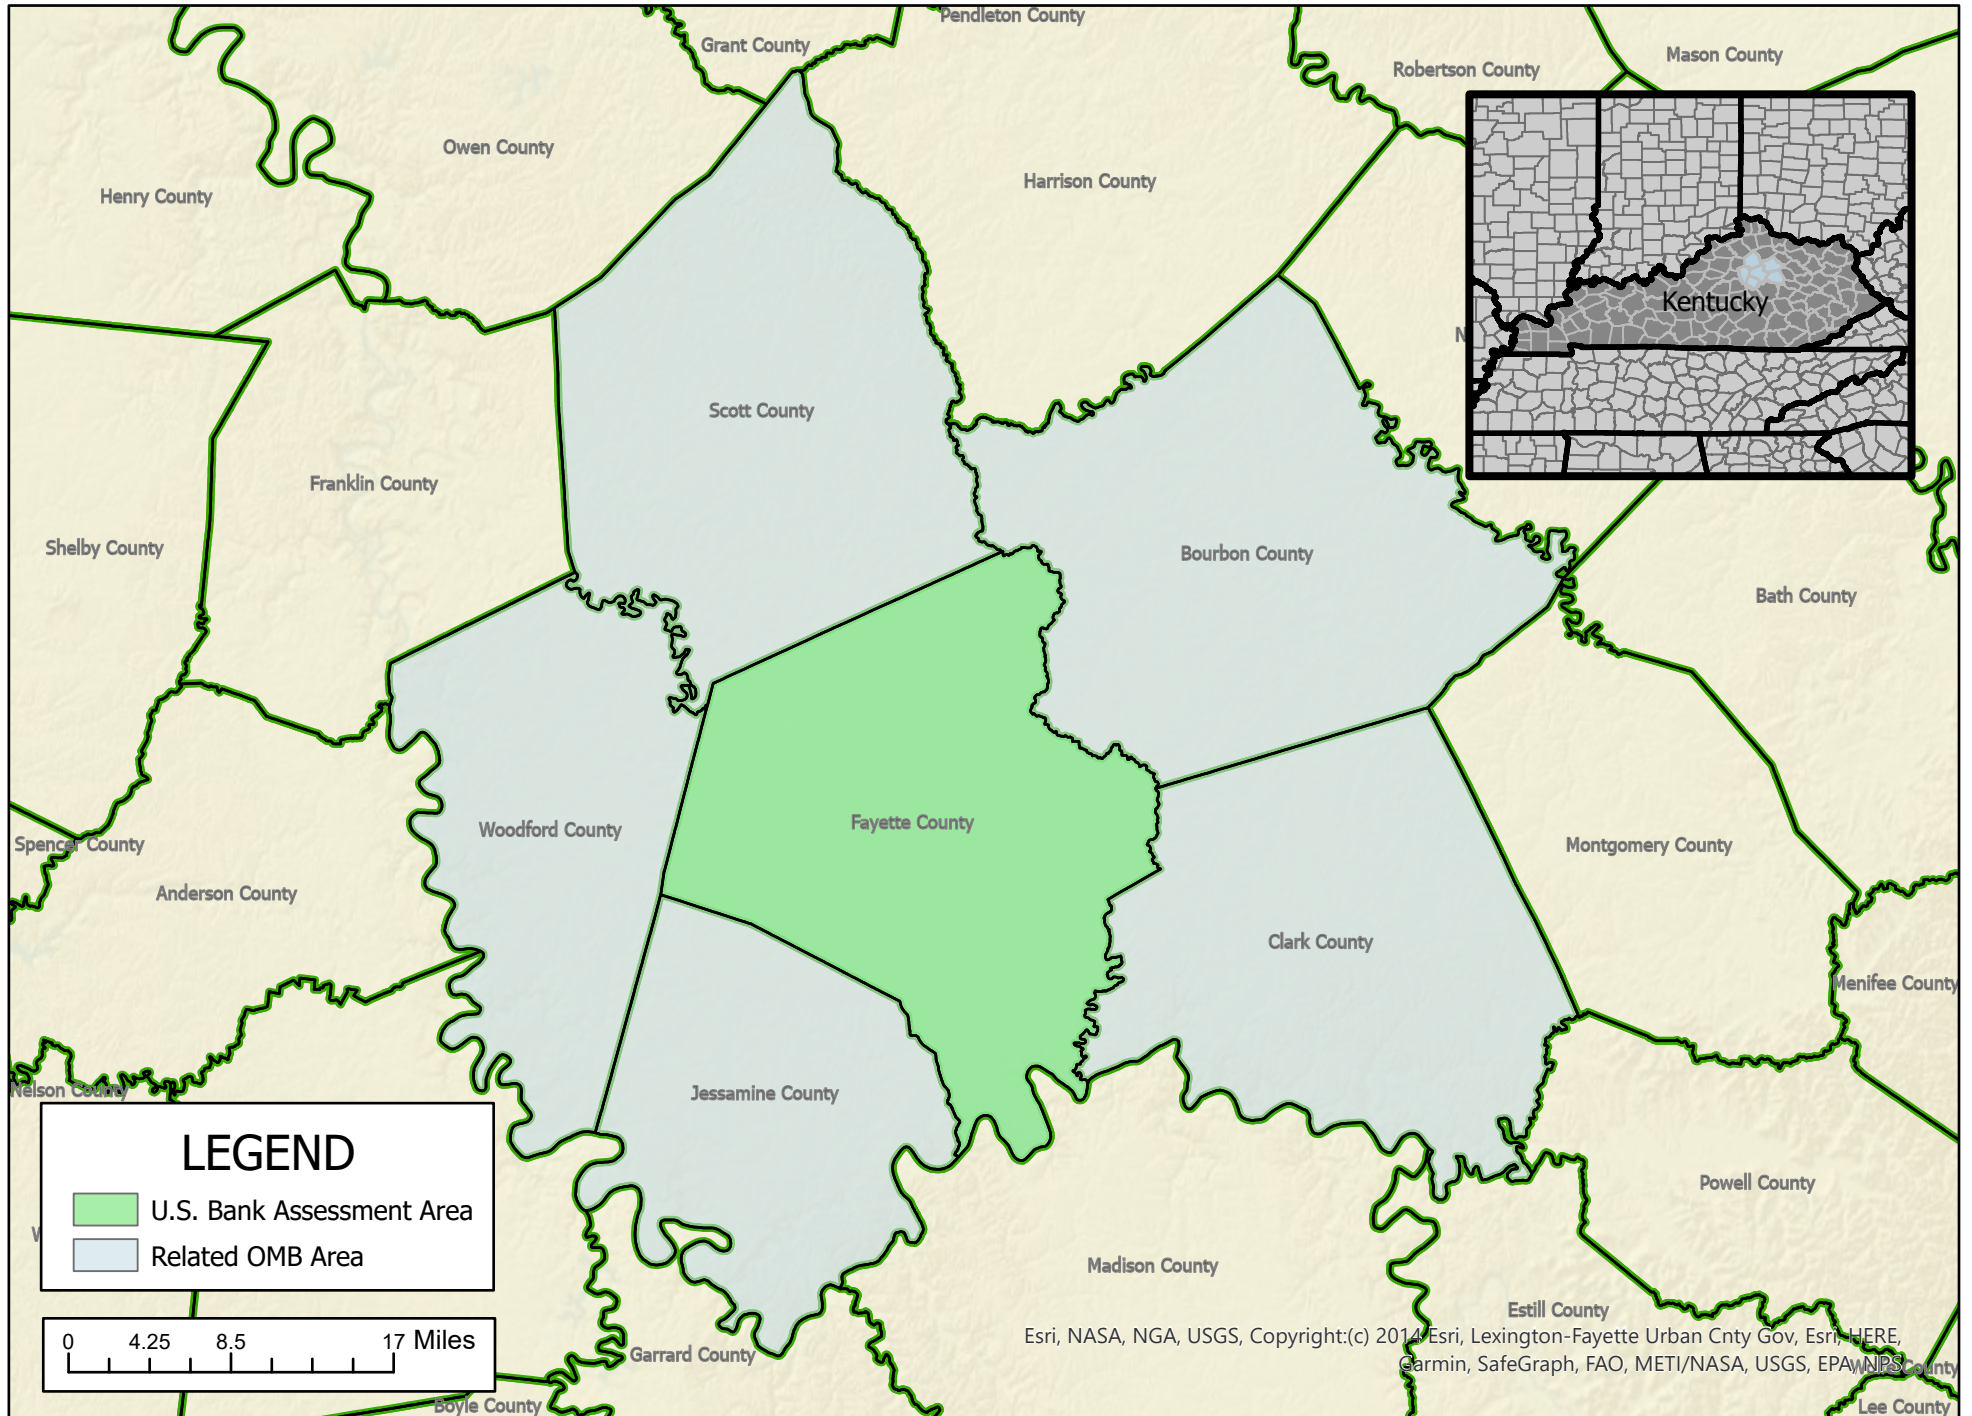 Pendleton County
Grant County
Mason County
Robertson County
Owen County
Harrison County
Henry County
Kentucky
N
Scott County
Franklin County
Shelby County
Bourbon County
Bath County
Fayette County
Woodford County
Spencer County
Montgomery County
Anderson County
Clark County
Menifee County
Nelson County
Jessamine County
LEGEND
U.S. Bank Assessment Area
Related OMB Area
Powell County
Madison County
Estill County
0 4.25 8.5 17 Miles
Garrard County
Esri, NASA, NGA, USGS, Copyright:(c) 2014 Esri, Lexington-Fayette Urban Cnty Gov, Esri, HERE,
Garmin, SafeGraph, FAO, METI/NASA, USGS, EPA, NPS
Wolfe County
Boyle County
Lee County